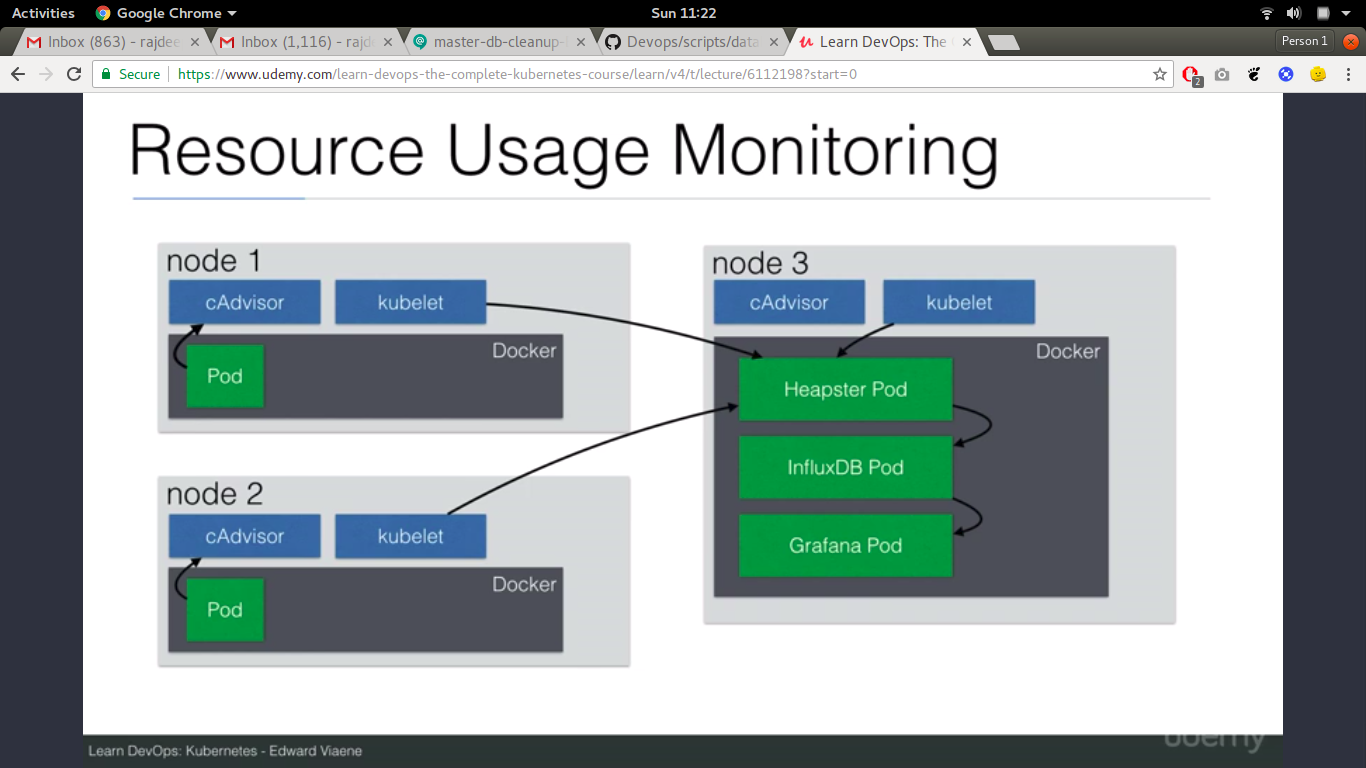 Activities Google Chrome Sun 11:22
Inbox (863) - rajdee Inbox (1,116) - rajd master-db-cleanup- Devops/scripts/data Learn DevOps: The Person 1
Secure https://www.udemy.com/learn-devops-the-complete-kubernetes-course/learn/v4/t/lecture/6112198?start=0 2
Resource Usage Monitoring
node 1
cAdvisor kubelet
Docker
Pod
node 2
cAdvisor kubelet
Docker
Pod
node 3
cAdvisor kubelet
Docker
Heapster Pod
InfluxDB Pod
Grafana Pod
Learn DevOps: Kubernetes - Edward Viaene
udemy